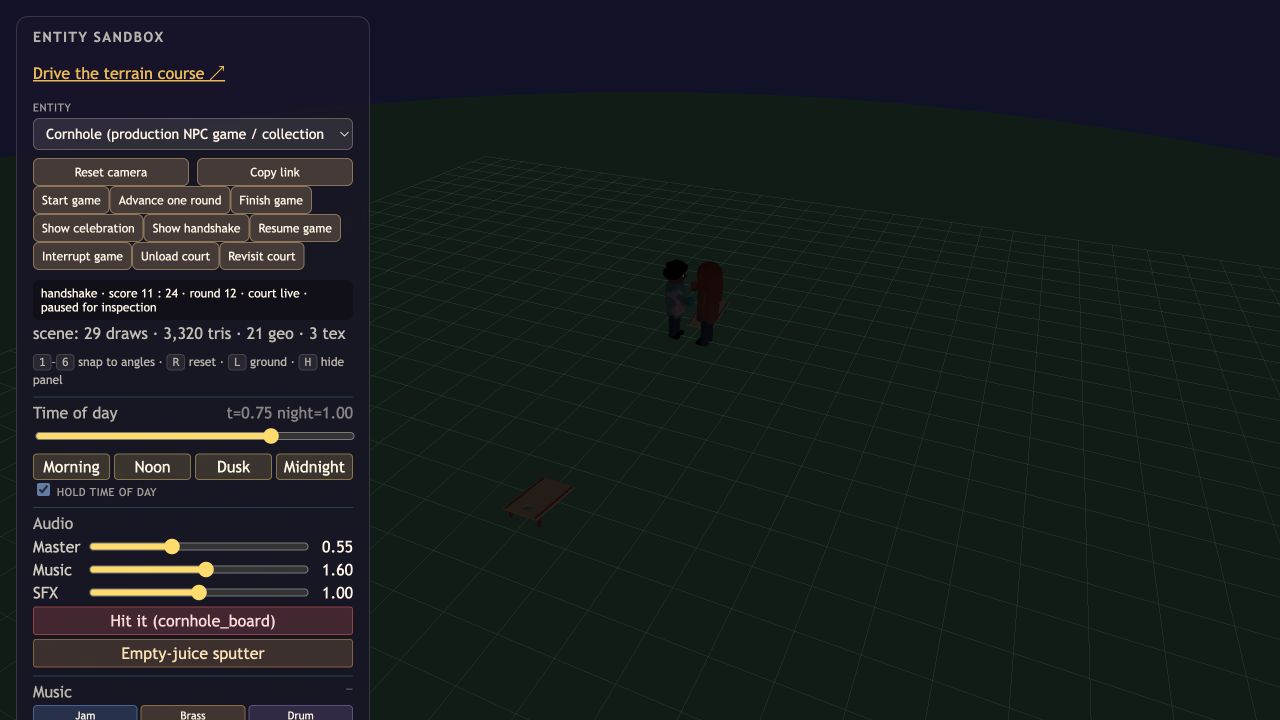 ENTITY SANDBOX
Drive the terrain course ↗
ENTITY
Cornhole (production NPC game / collection
Reset camera Copy link
Start game Advance one round Finish game
Show celebration Show handshake Resume game
Interrupt game Unload court Revisit court
handshake · score 11 : 24 · round 12 · court live ·
paused for inspection
scene: 29 draws · 3,320 tris · 21 geo · 3 tex
1-6 snap to angles · R reset · L ground · H hide
panel
Time of day t=0.75 night=1.00
Morning Noon Dusk Midnight
HOLD TIME OF DAY
Audio
Master 0.55
Music 1.60
SFX 1.00
Hit it (cornhole_board)
Empty-juice sputter
Music −
Jam Brass Drum